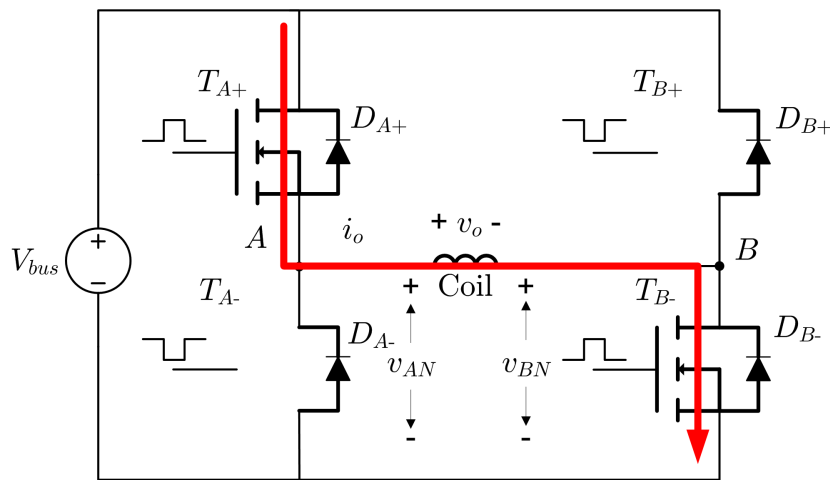 T_{A+}
D_{A+}
T_{B+}
D_{B+}
A
i_o
+ v_o -
B
V_{bus}
+
−
+ Coil +
T_{A-}
D_{A-}
v_{AN}
v_{BN}
T_{B-}
D_{B-}
-
-